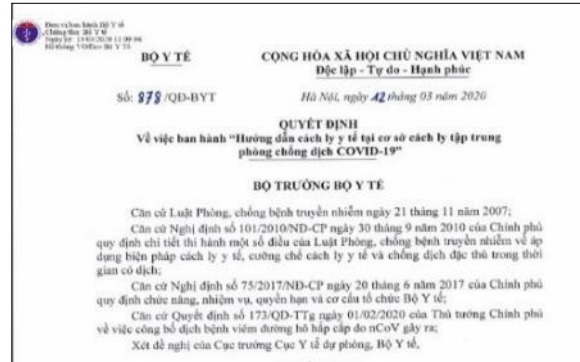 Đơn vị ban hành: Bộ Y tế
Bộ Y tế
BỘ Y TẾ
CỘNG HÒA XÃ HỘI CHỦ NGHĨA VIỆT NAM
Độc lập - Tự do - Hạnh phúc
Số: 878 /QĐ-BYT
Hà Nội, ngày 12 tháng 03 năm 2020
QUYẾT ĐỊNH
Về việc ban hành “Hướng dẫn cách ly y tế tại cơ sở cách ly tập trung
phòng chống dịch COVID-19”
BỘ TRƯỞNG BỘ Y TẾ
Căn cứ Luật Phòng, chống bệnh truyền nhiễm ngày 21 tháng 11 năm 2007;
Căn cứ Nghị định số 101/2010/NĐ-CP ngày 30 tháng 9 năm 2010 của Chính phủ
quy định chi tiết thi hành một số điều của Luật Phòng, chống bệnh truyền nhiễm về áp
dụng biện pháp cách ly y tế, cưỡng chế cách ly y tế và chống dịch đặc thù trong thời
gian có dịch;
Căn cứ Nghị định số 75/2017/NĐ-CP ngày 20 tháng 6 năm 2017 của Chính phủ
quy định chức năng, nhiệm vụ, quyền hạn và cơ cấu tổ chức Bộ Y tế;
Căn cứ Quyết định số 173/QĐ-TTg ngày 01/02/2020 của Thủ tướng Chính phủ
về việc công bố dịch bệnh viêm đường hô hấp cấp do nCoV gây ra;
Xét đề nghị của Cục trưởng Cục Y tế dự phòng, Bộ Y tế,